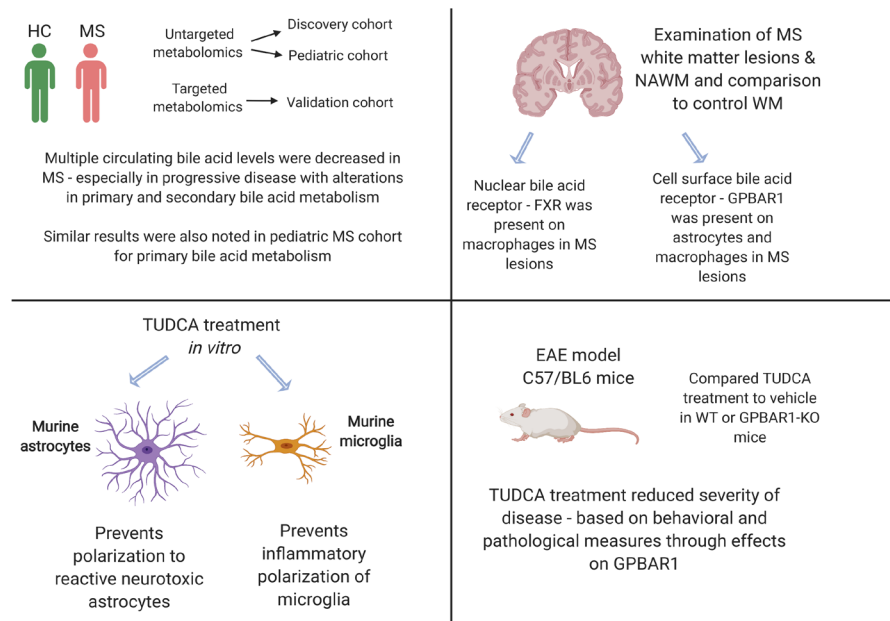 HC
MS
Untargeted
metabolomics
Discovery cohort
Pediatric cohort
Targeted
metabolomics
Validation cohort
Multiple circulating bile acid levels were decreased in
MS - especially in progressive disease with alterations
in primary and secondary bile acid metabolism
Similar results were also noted in pediatric MS cohort
for primary bile acid metabolism
Examination of MS
white matter lesions &
NAWM and comparison
to control WM
Nuclear bile acid
receptor - FXR was
present on
macrophages in MS
lesions
Cell surface bile acid
receptor - GPBAR1
was present on
astrocytes and
macrophages in MS
lesions
TUDCA treatment
in vitro
Murine
astrocytes
Murine
microglia
Prevents
polarization to
reactive neurotoxic
astrocytes
Prevents
inflammatory
polarization of
microglia
EAE model
C57/BL6 mice
Compared TUDCA
treatment to vehicle
in WT or GPBAR1-KO
mice
TUDCA treatment reduced severity of
disease - based on behavioral and
pathological measures through effects
on GPBAR1